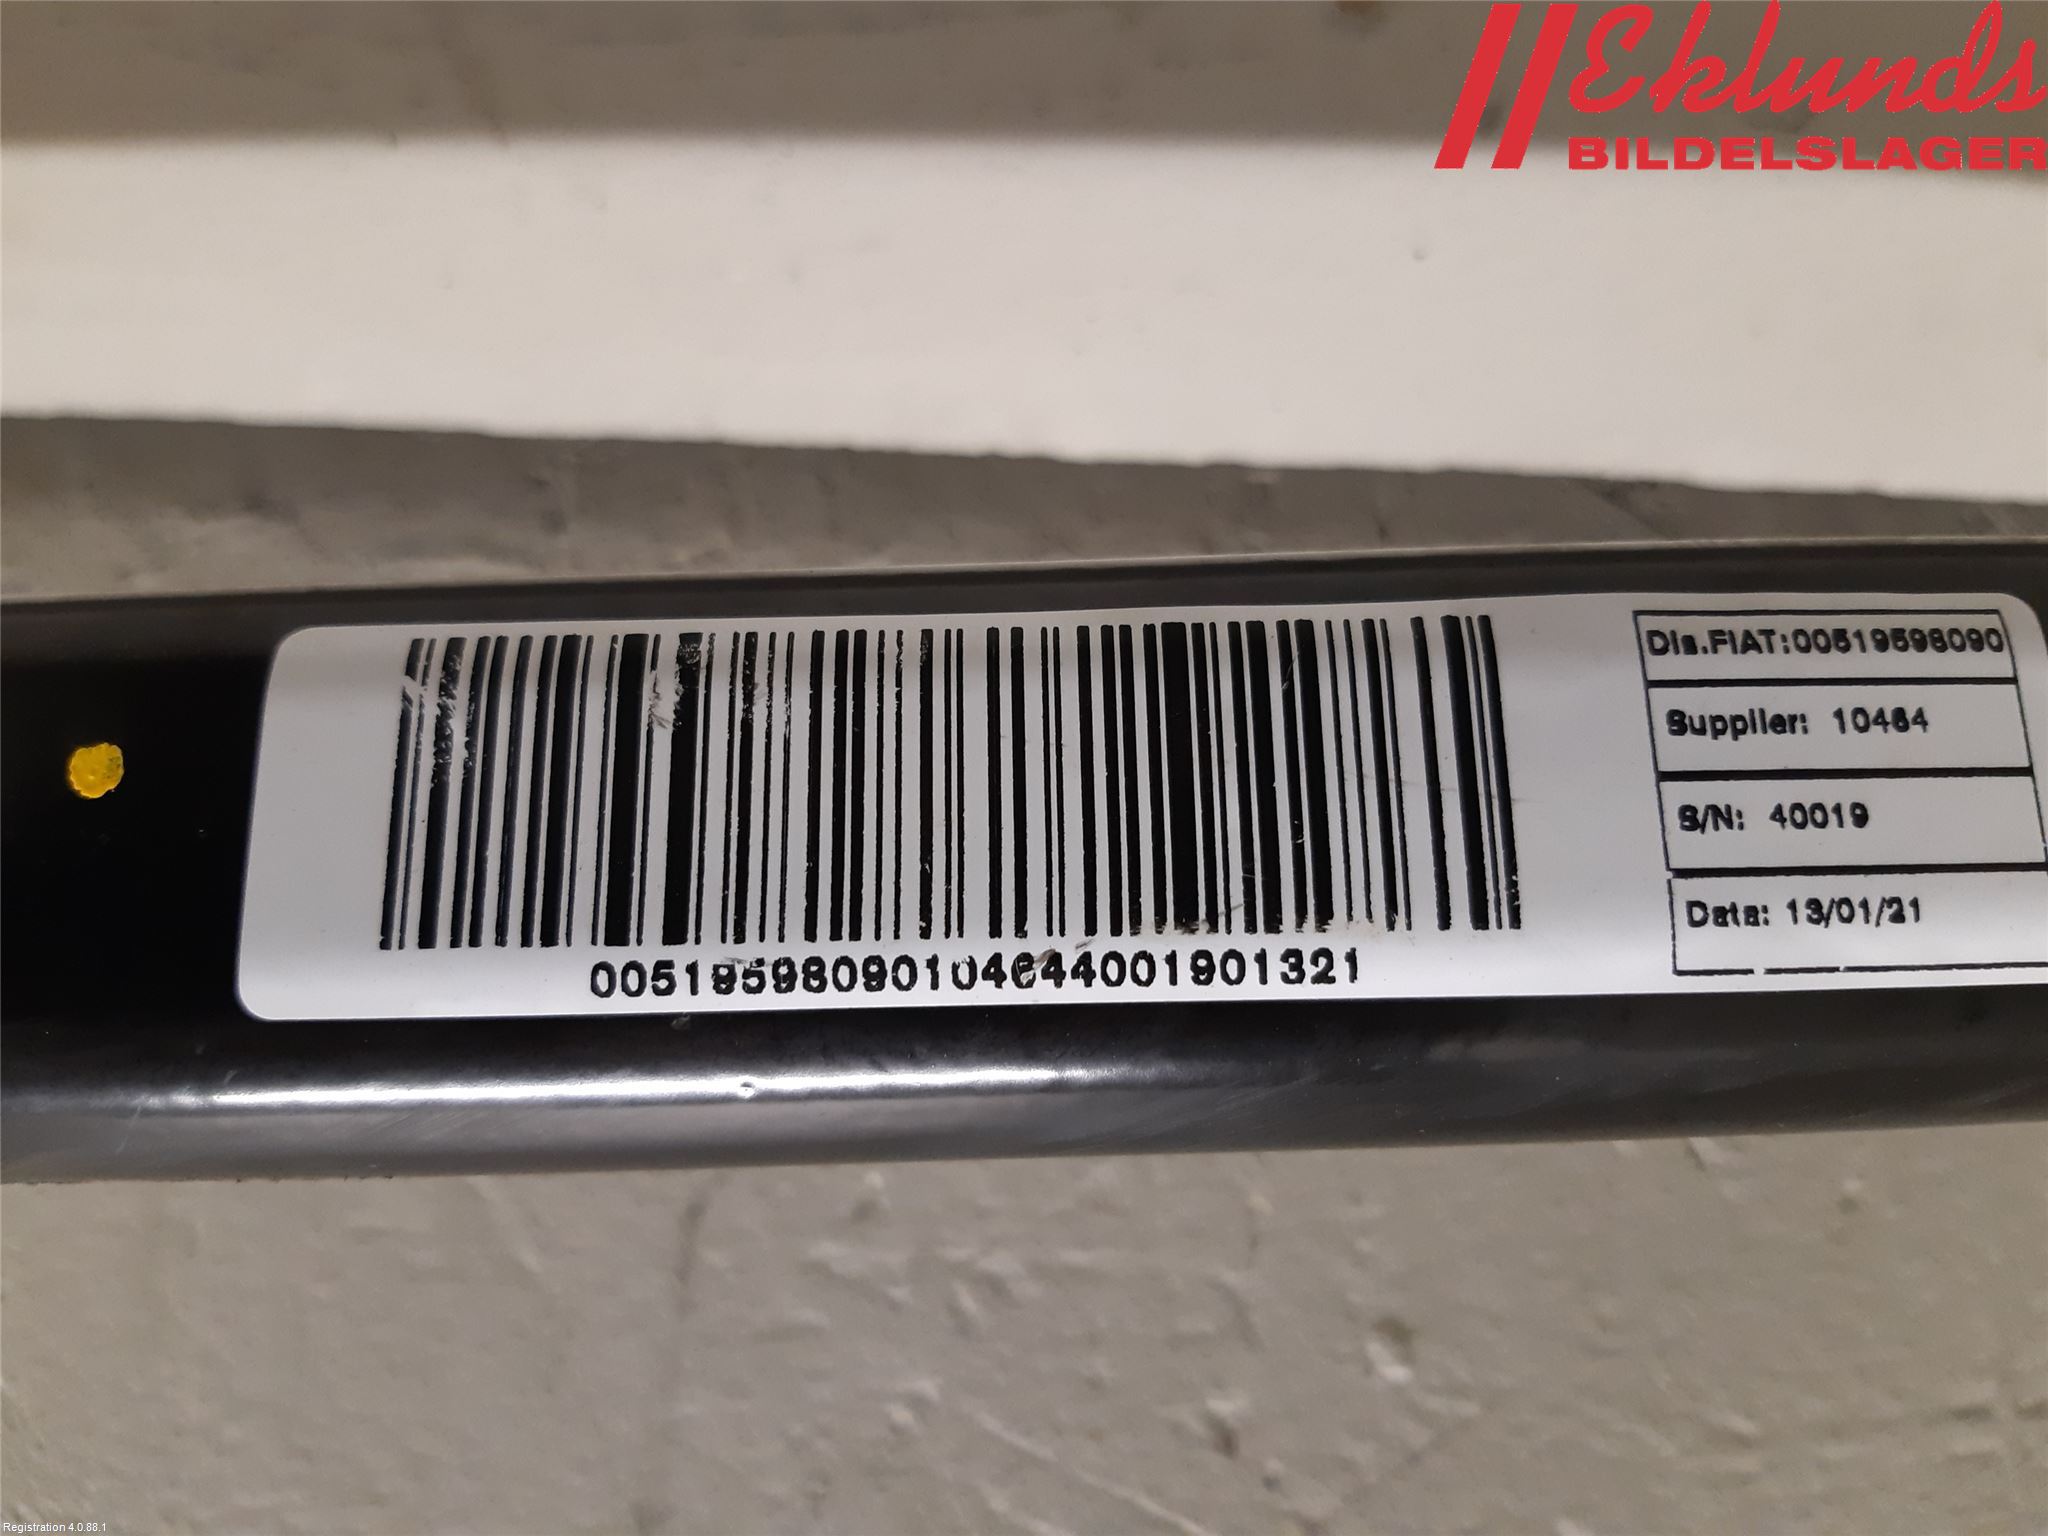 Eklunds
BILDELSLAGER
Dis.FIAT:00519598090
Supplier: 10464
S/N: 40019
Data: 13/01/21
00519598090104644001901321
Registration 4.0.88.1